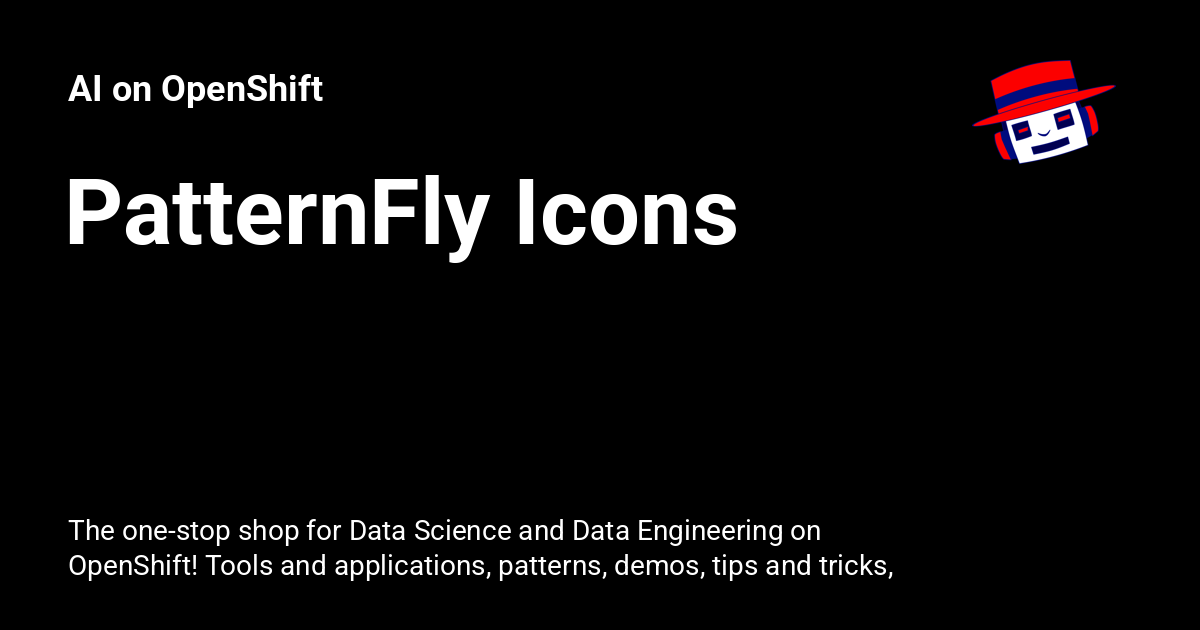 AI on OpenShift
PatternFly Icons
The one-stop shop for Data Science and Data Engineering on
OpenShift! Tools and applications, patterns, demos, tips and tricks,